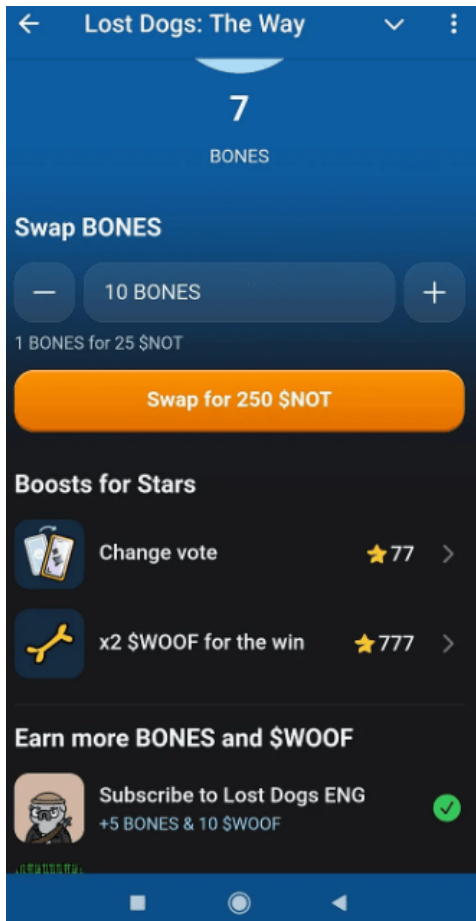 Lost Dogs: The Way
7
BONES
Swap BONES
10 BONES
1 BONES for 25 $NOT
Swap for 250 $NOT
Boosts for Stars
Change vote 77
x2 $WOOF for the win 777
Earn more BONES and $WOOF
Subscribe to Lost Dogs ENG
+5 BONES & 10 $WOOF